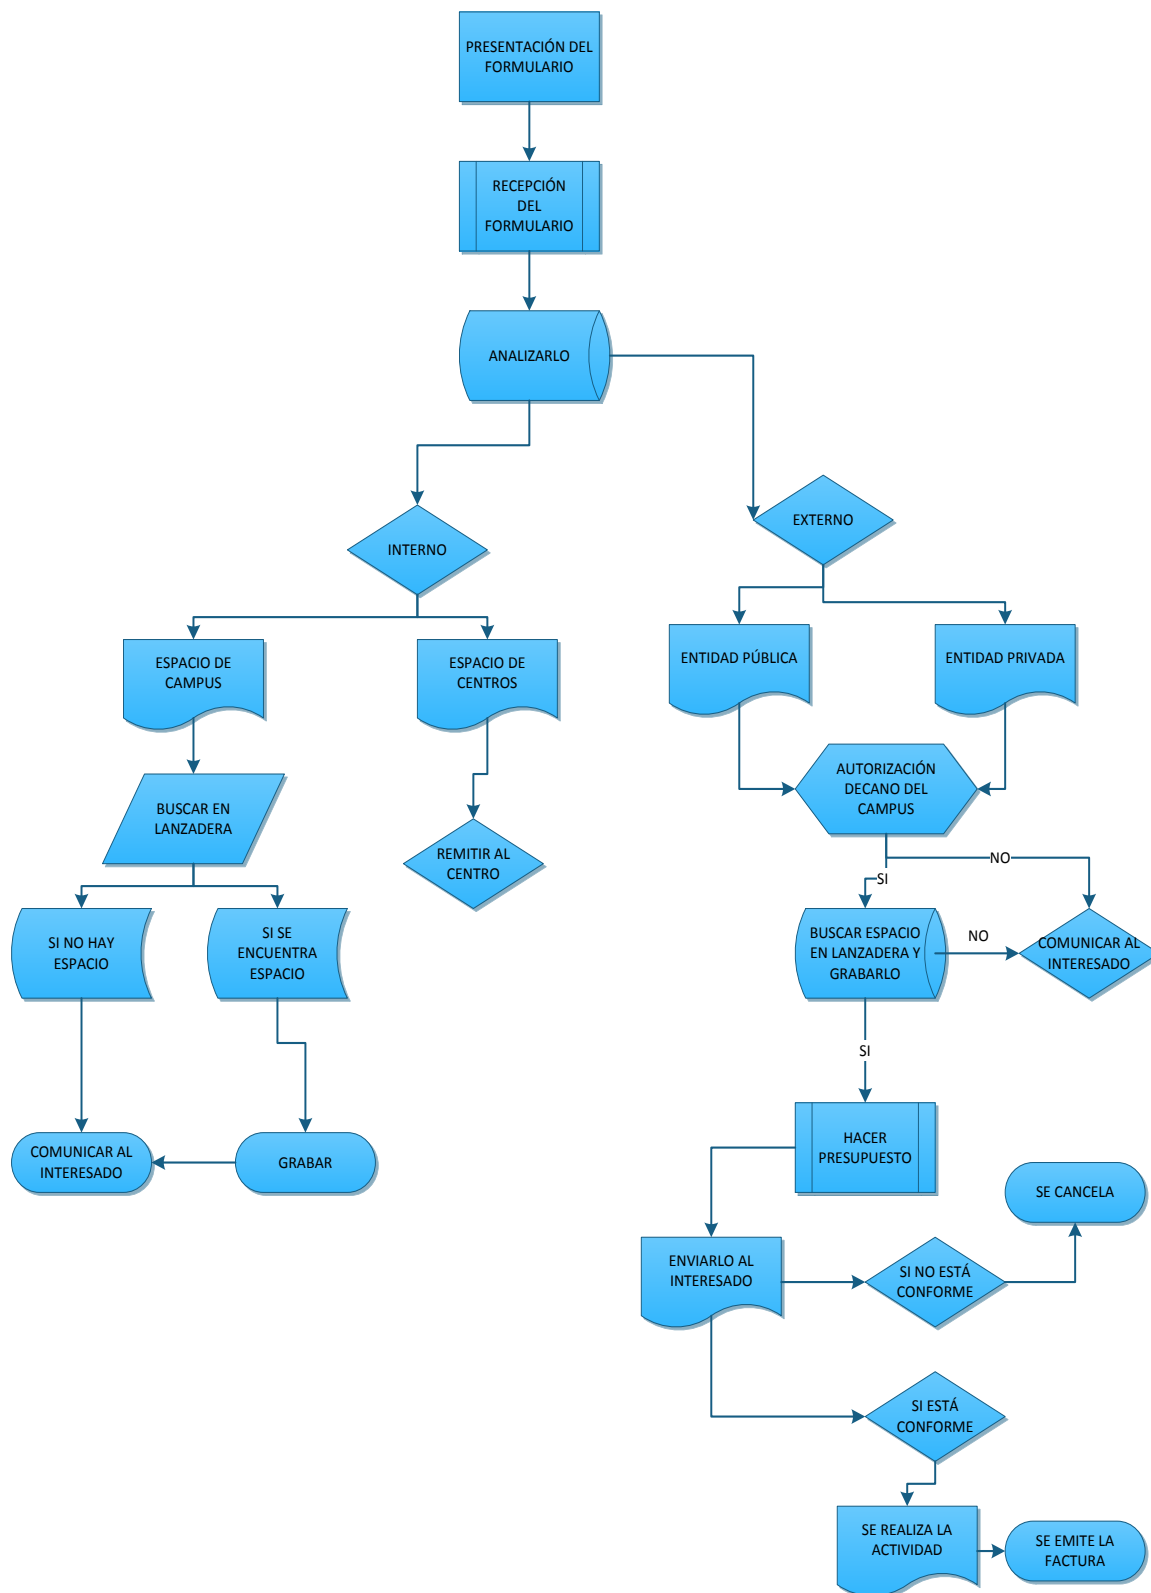 PRESENTACIÓN DEL
FORMULARIO
RECEPCIÓN
DEL
FORMULARIO
ANALIZARLO
EXTERNO
INTERNO
ESPACIO DE
CAMPUS
ESPACIO DE
CENTROS
ENTIDAD PÚBLICA
ENTIDAD PRIVADA
BUSCAR EN
LANZADERA
REMITIR AL
CENTRO
AUTORIZACIÓN
DECANO DEL
CAMPUS
NO
SI
SI NO HAY
ESPACIO
SI SE
ENCUENTRA
ESPACIO
BUSCAR ESPACIO
EN LANZADERA Y
GRABARLO
NO
COMUNICAR AL
INTERESADO
SI
COMUNICAR AL
INTERESADO
GRABAR
HACER
PRESUPUESTO
SE CANCELA
ENVIARLO AL
INTERESADO
SI NO ESTÁ
CONFORME
SI ESTÁ
CONFORME
SE REALIZA LA
ACTIVIDAD
SE EMITE LA
FACTURA